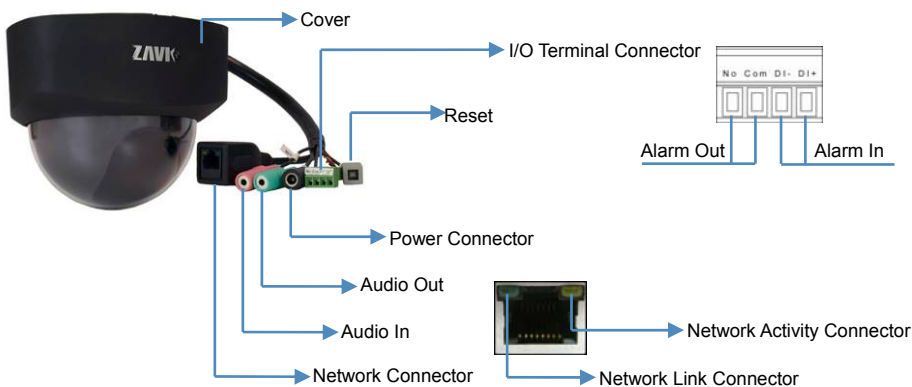 Cover
ZAVIO
I/O Terminal Connector
No Com DI- DI+
Reset
Alarm Out
Alarm In
Power Connector
Audio Out
Network Activity Connector
Audio In
Network Connector
Network Link Connector